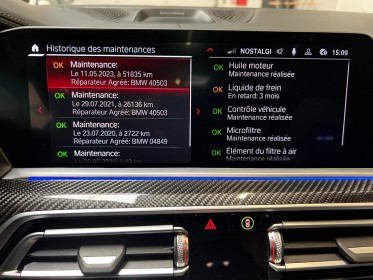 Historique des maintenances
NOSTALGI
15:09
OK Maintenance:
Le 11.05.2023, à 51835 km
Réparateur Agréé: BMW 40503
OK Maintenance:
Le 29.07.2021, à 26136 km
Réparateur Agréé: BMW 40503
OK Maintenance:
Le 23.07.2020, à 2722 km
Réparateur Agréé: BMW 04849
OK Maintenance:
OK Huile moteur
Maintenance réalisée
OK Liquide de frein
En retard: 3 mois
OK Contrôle véhicule
Maintenance réalisée
OK Microfiltre
Maintenance réalisée
OK Élément du filtre à air
Maintenance réalisée